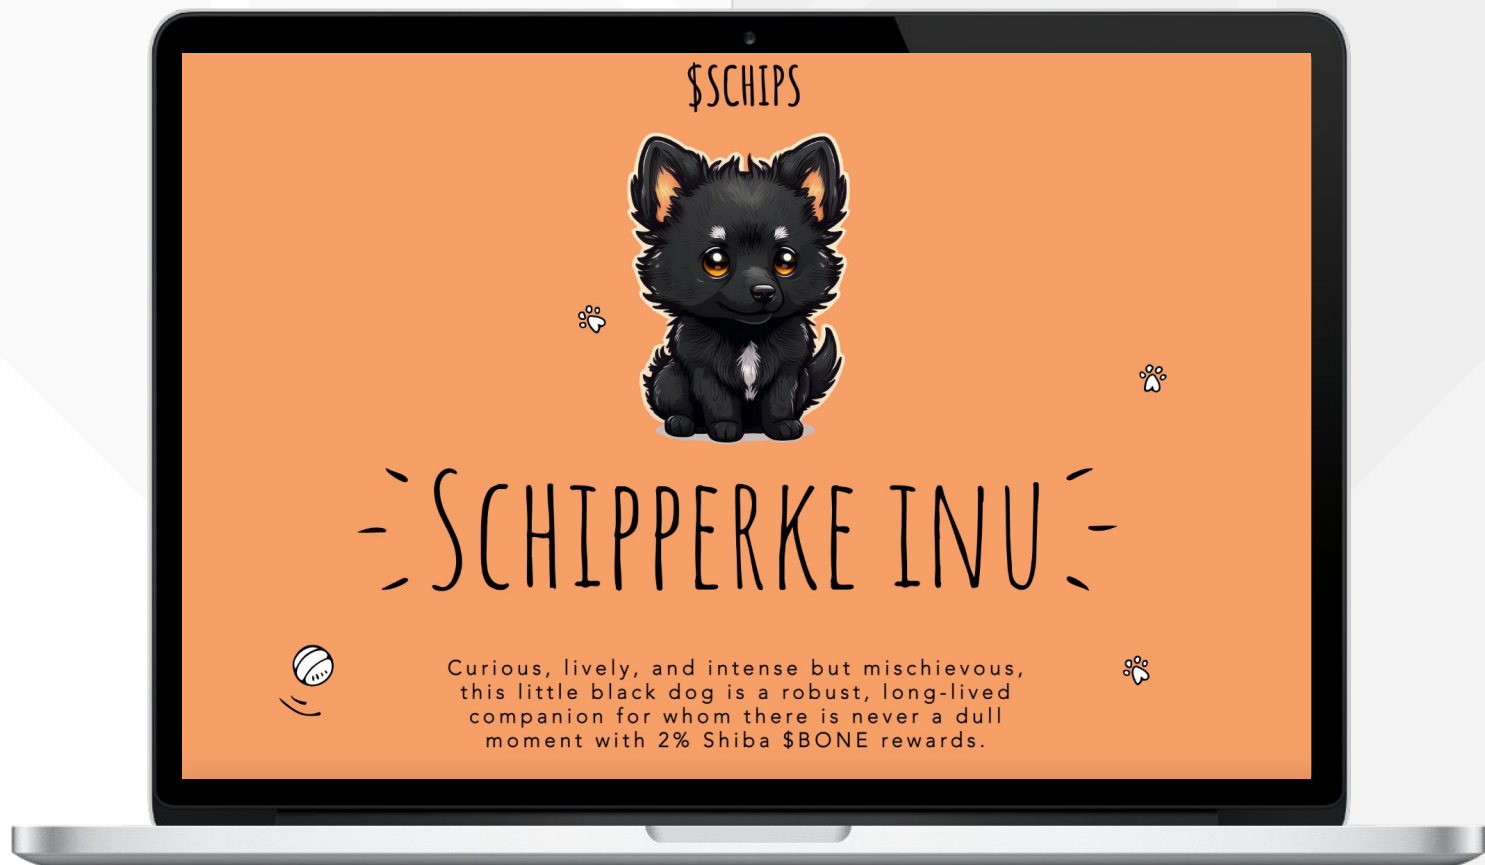 $SCHIPS
SCHIPPERKE INU
Curious, lively, and intense but mischievous,
this little black dog is a robust, long-lived
companion for whom there is never a dull
moment with 2% Shiba $BONE rewards.